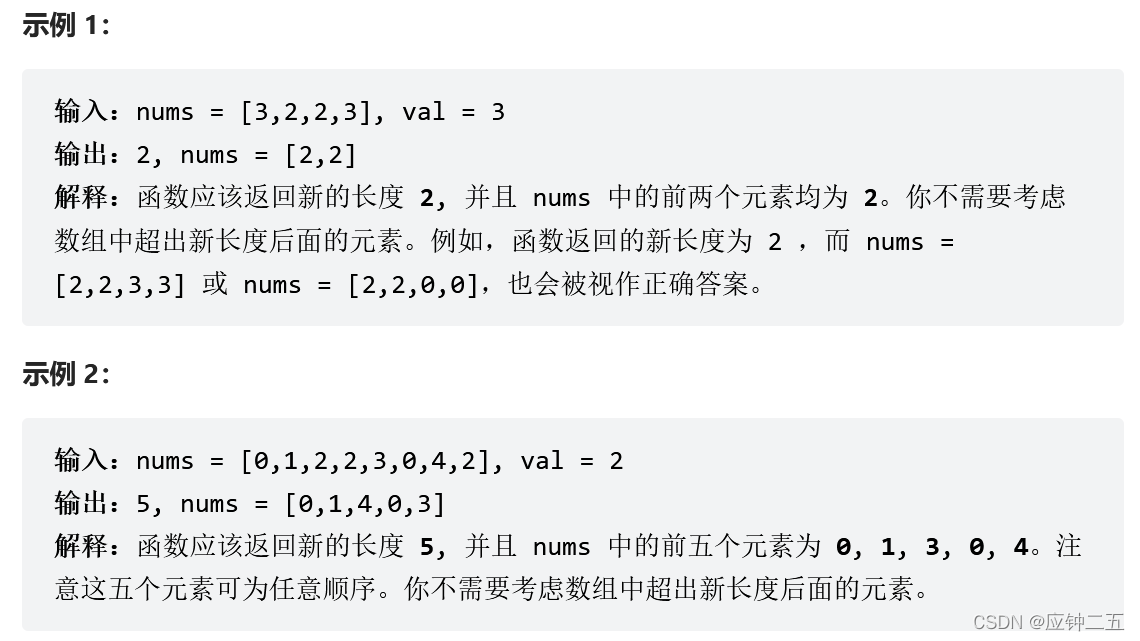 示例 1：
输入：nums = [3,2,2,3], val = 3
输出：2, nums = [2,2]
解释：函数应该返回新的长度 2, 并且 nums 中的前两个元素均为 2。你不需要考虑
数组中超出新长度后面的元素。例如，函数返回的新长度为 2 ，而 nums =
[2,2,3,3] 或 nums = [2,2,0,0]，也会被视作正确答案。
示例 2：
输入：nums = [0,1,2,2,3,0,4,2], val = 2
输出：5, nums = [0,1,4,0,3]
解释：函数应该返回新的长度 5, 并且 nums 中的前五个元素为 0, 1, 3, 0, 4。注
意这五个元素可为任意顺序。你不需要考虑数组中超出新长度后面的元素。
CSDN @应钟二五